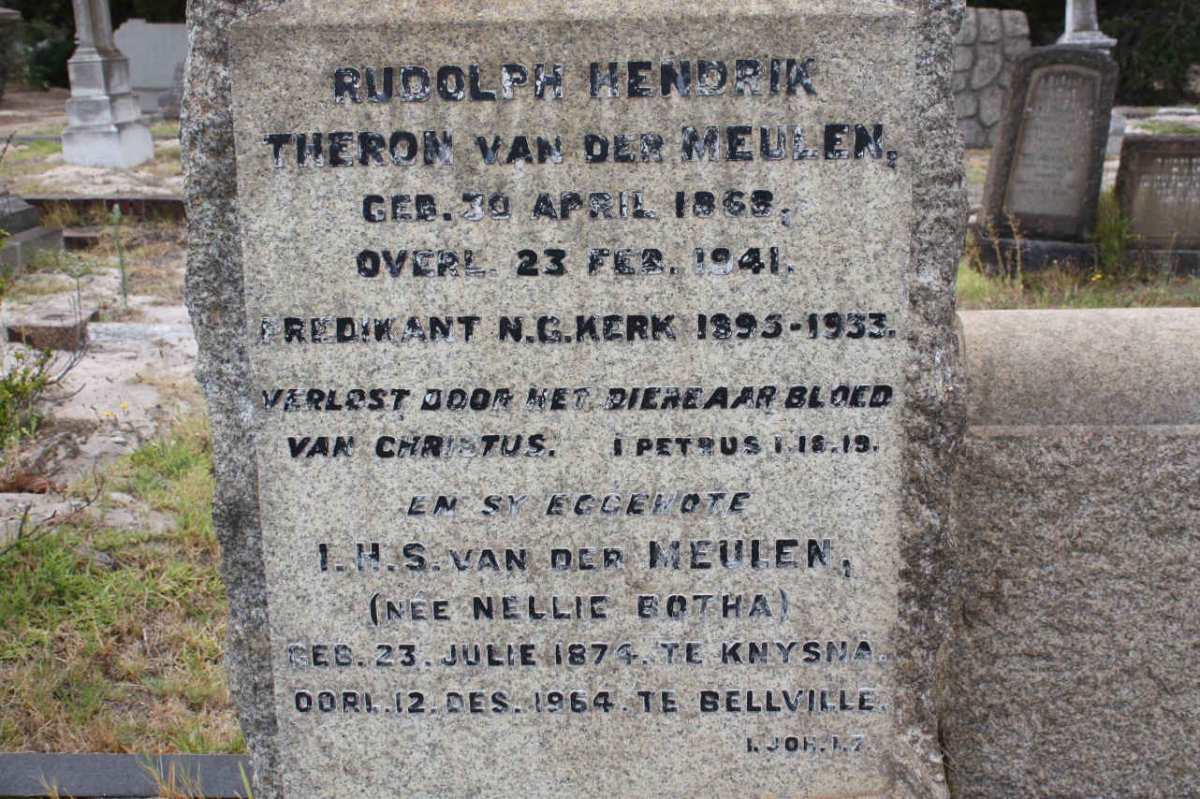 RUDOLPH HENDRIK
THERON VAN DER MEULEN,
GEB. 30 APRIL 1868,
OVERL. 23 FEB. 1941.
PREDIKANT N.G. KERK 1895-1933.
VERLOST DOOR HET DIEREAAR BLOED
VAN CHRISTUS. I PETRUS 1.18.19.
EN SY EGGENOTE
I.H.S. VAN DER MEULEN,
(NÉE NELLIE BOTHA)
GEB. 23. JULIE 1874. TE KNYSNA.
OORL. 12. DES. 1964. TE BELLVILLE.
I. JOH. I. 7.